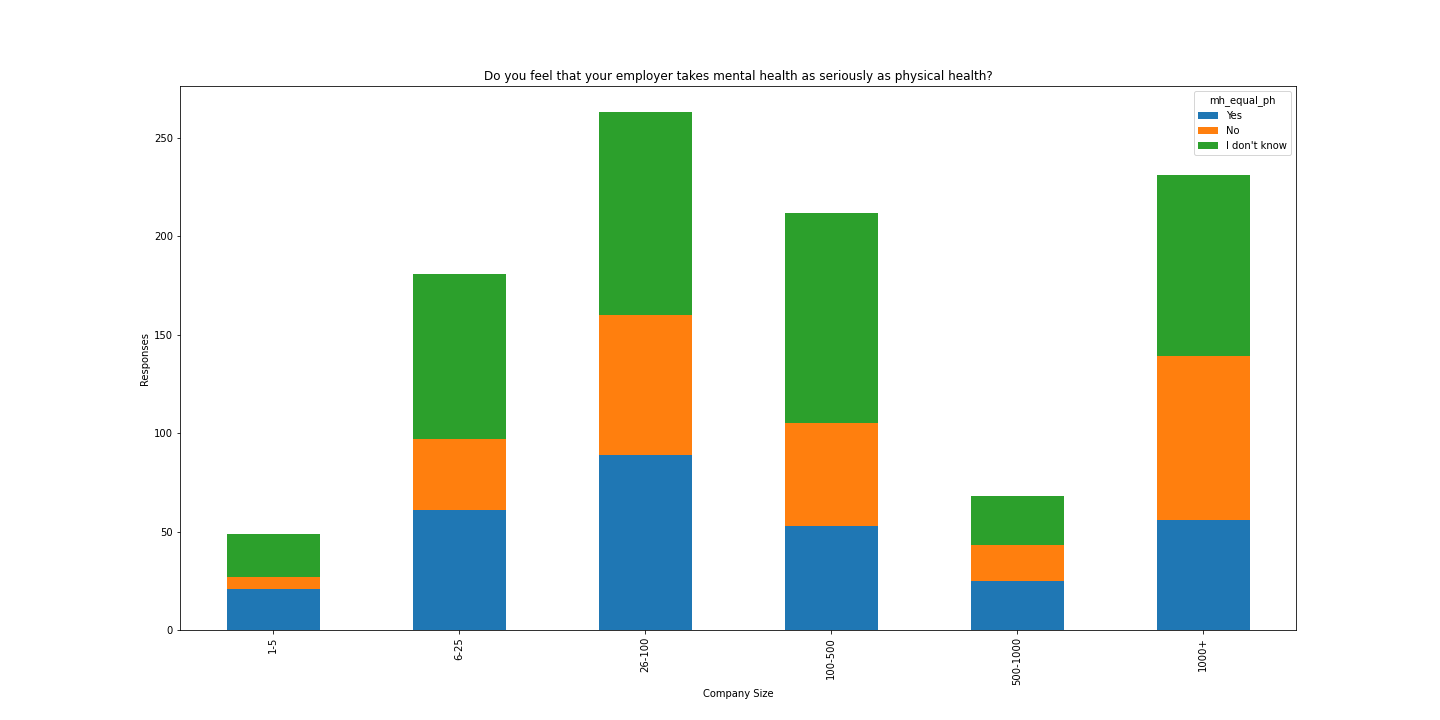 Do you feel that your employer takes mental health as seriously as physical health?
mh_equal_ph
Yes
No
I don't know
250
200
150
100
50
0
Responses
1-5
6-25
26-100
100-500
500-1000
1000+
Company Size